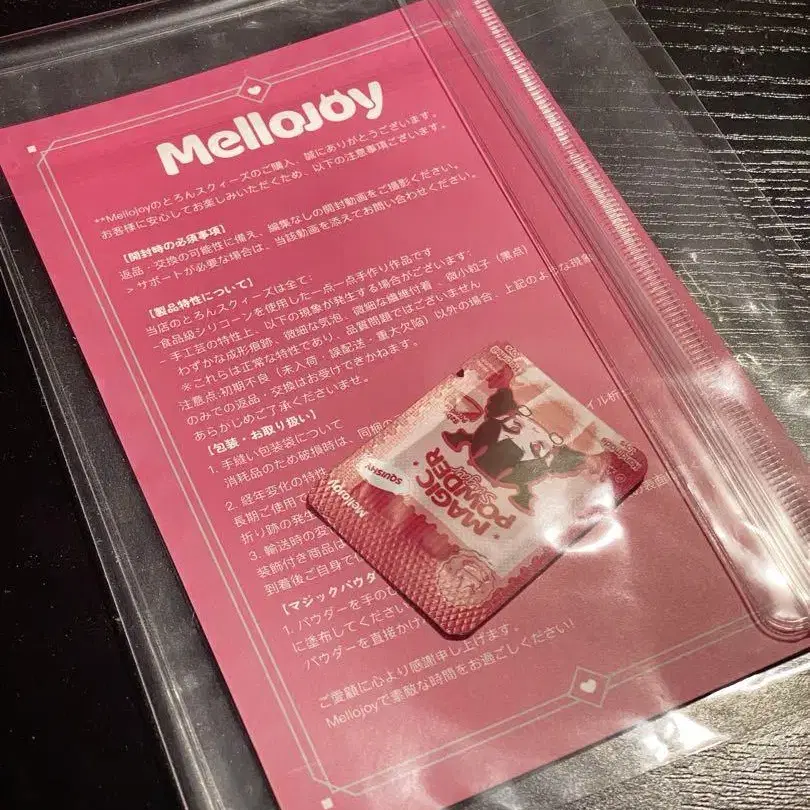 Mellojoy
**Mellojoyのとろんスクィーズのご購入、誠にありがとうございます。
お客様に安心してお楽しみいただくため、以下の注意事項ございます。
【開封時の必須事項】
返品・交換の可能性に備え、編集なしの開封動画をご撮影ください。
> サポートが必要な場合は、当該動画を添えてお問い合わせください。
【製品特性について】
当店のとろんスクィーズは全て:
-食品級シリコーンを使用した一点一点手作り作品です
- 手工芸の特性上、以下の現象が発生する場合がございます:
わずかな成形痕跡、微細な気泡、微細な繊維付着、微小粒子(黒点)
※これらは正常な特性であり、品質問題ではございません
注意点:初期不良(未入荷・誤配送・重大欠陥)以外の場合、上記のような現象
のみでの返品・交換はお受けできかねます。
あらかじめご了承くださいませ。
【包装・お取り扱い】
1. 手縫い包装袋について
消耗品のため破損時は、同梱の
イル析
2. 経年変化の特性
長期ご使用で
表面
折り跡の発
3. 輸送時の変
装飾付き商品は
到着後ご自身で
【マジックパウダ
1. パウダーを手のひ
に塗布してください
パウダーを直接かけ
ご愛顧に心より感謝申し上げます。
Mellojoyで素敵な時間をお過ごしください!
MAGIC
POWDER
SQUISHY
Mellojoy